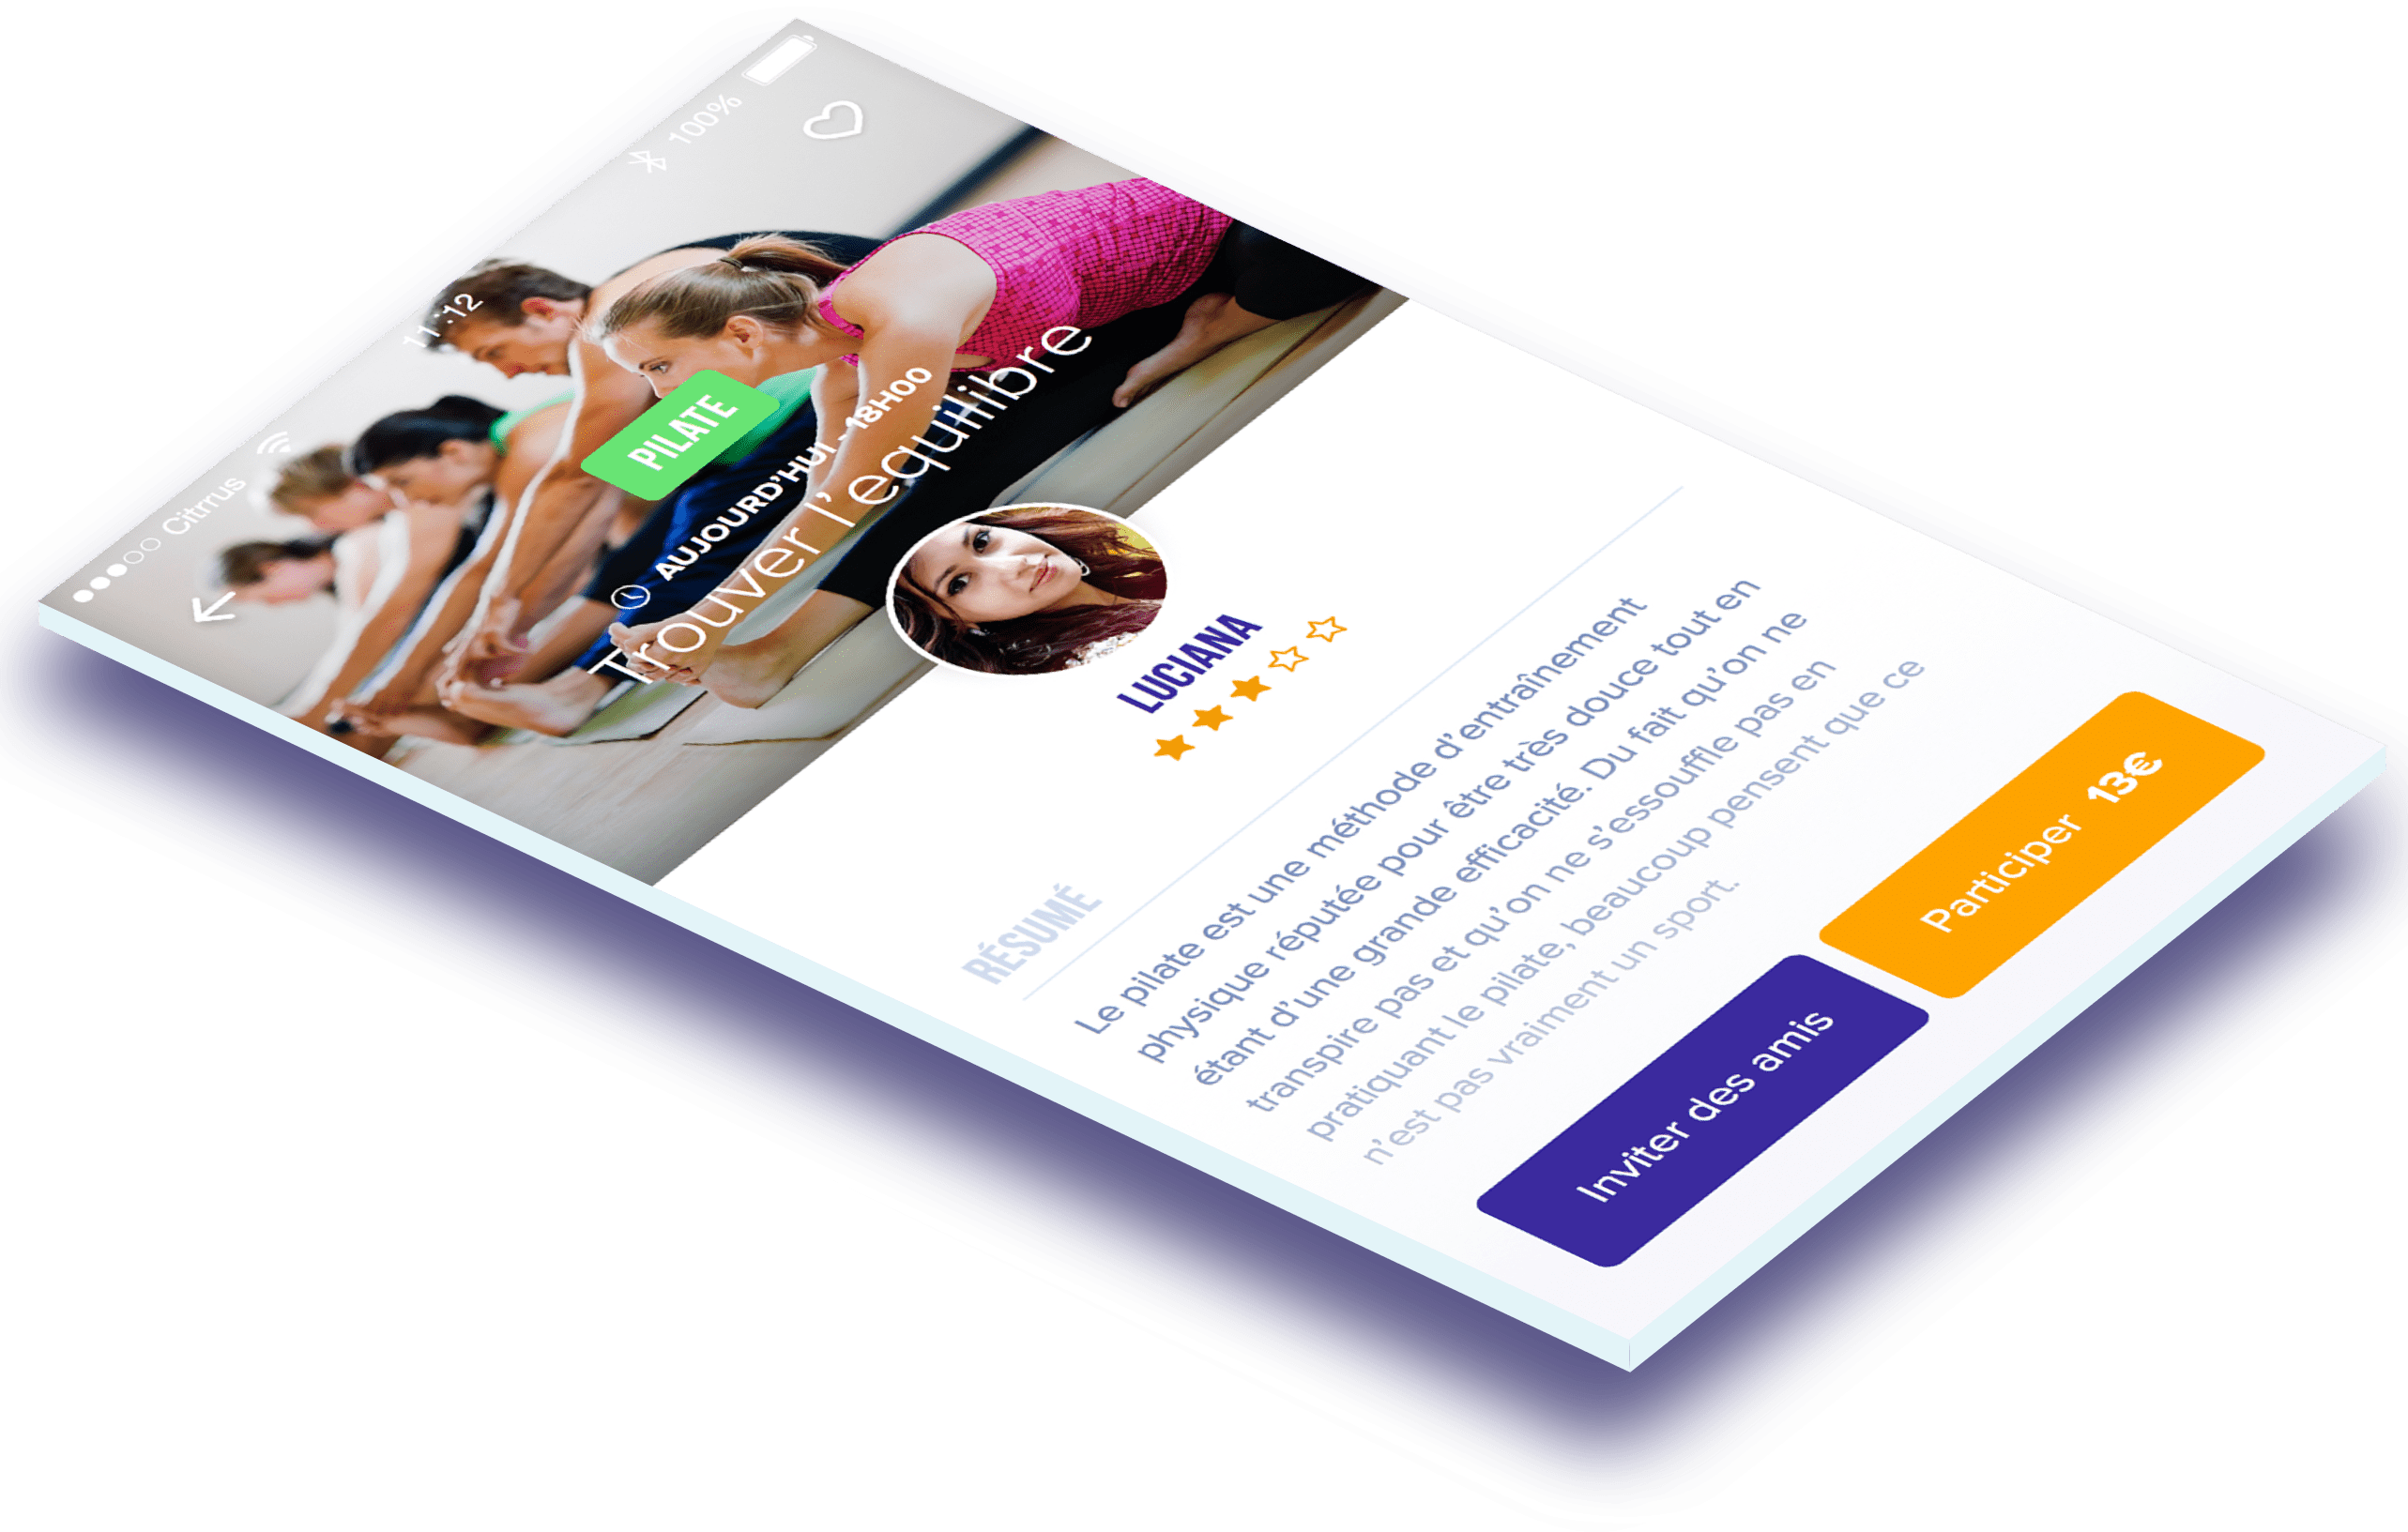 Citrrus 11:12 100%
PILATE
AUJOURD'HUI - 18H00
Trouver l'equilibre
LUCIANA
RÉSUMÉ
Le pilate est une méthode d'entraînement
physique réputée pour être très douce tout en
étant d'une grande efficacité. Du fait qu'on ne
transpire pas et qu'on ne s'essouffle pas en
pratiquant le pilate, beaucoup pensent que ce
n'est pas vraiment un sport.
Inviter des amis
Participer 13€